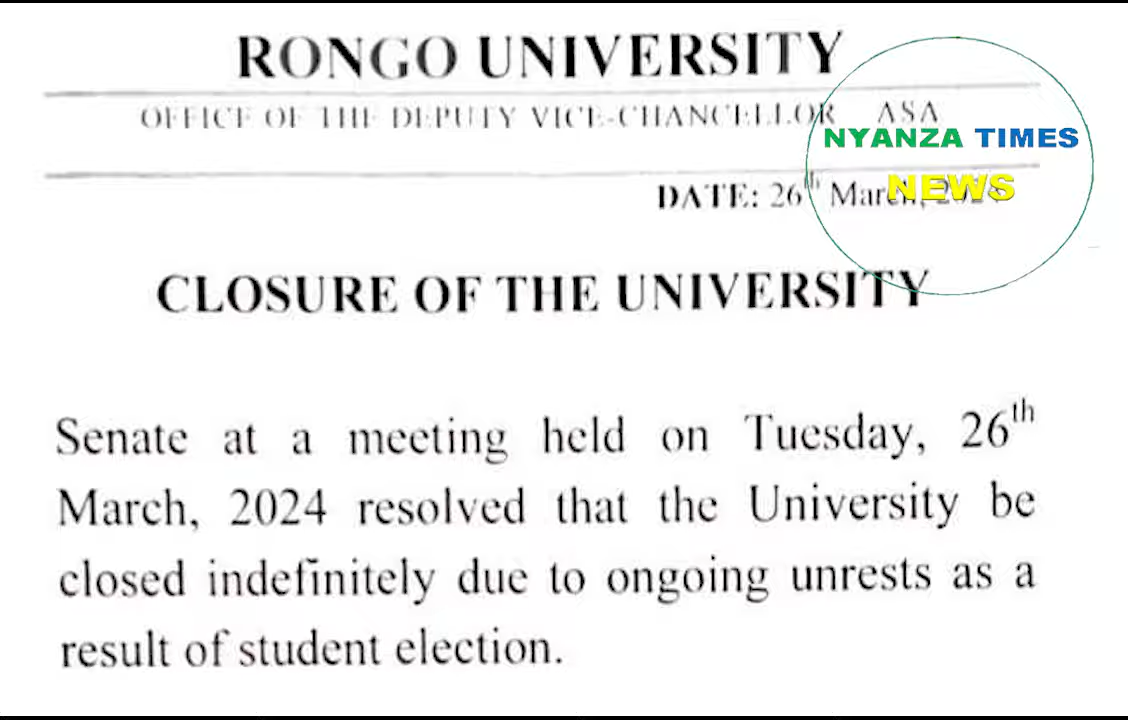 RONGO UNIVERSITY
OFFICE OF THE DEPUTY VICE-CHANCELLOR ASA
NYANZA TIMES
NEWS
DATE: 26th March,
CLOSURE OF THE UNIVERSITY
Senate at a meeting held on Tuesday, 26th
March, 2024 resolved that the University be
closed indefinitely due to ongoing unrests as a
result of student election.